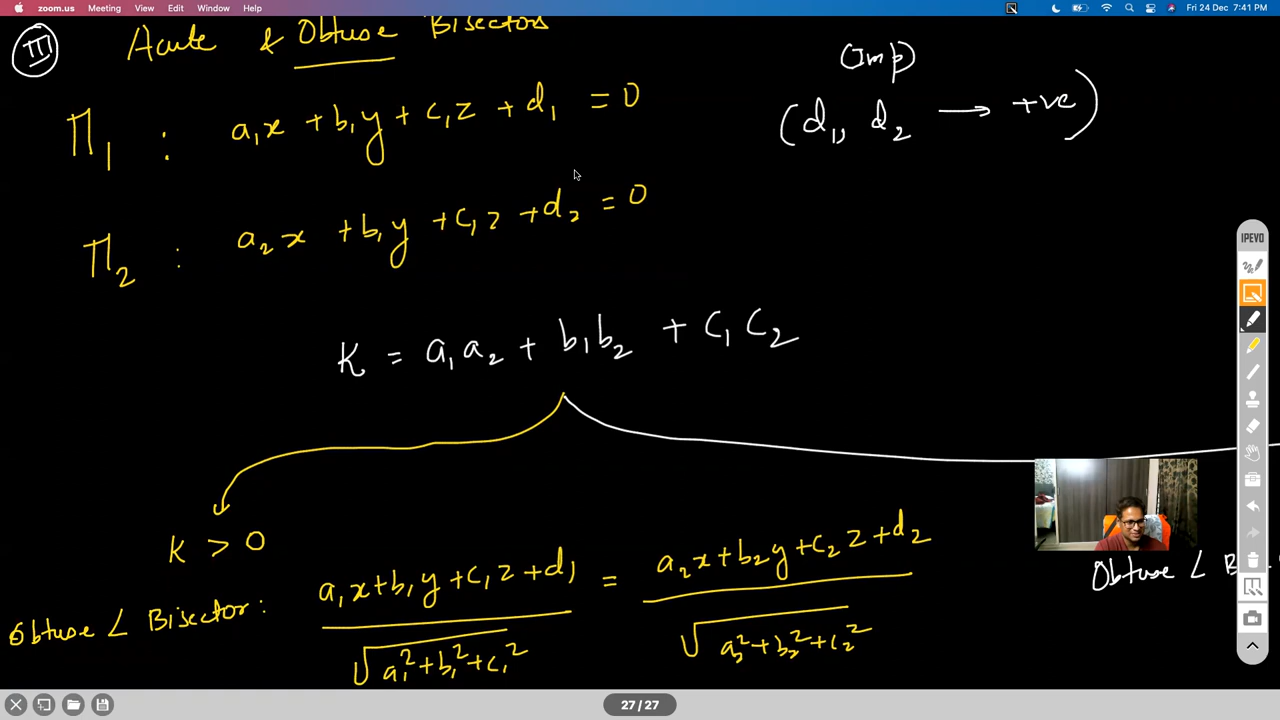 zoom.us Meeting View Edit Window Help Fri 24 Dec 7:41 PM
III Acute & Obtuse Bisectors
(Imp)
(d₁, d₂ → +ve)
Π₁ : a₁x + b₁y + c₁z + d₁ = 0
Π₂ : a₂x + b₁y + c₁z + d₂ = 0
K = a₁a₂ + b₁b₂ + c₁c₂
IPEVO
K > 0
Obtuse ∠ Bisector: (a₁x+b₁y+c₁z+d₁)/√(a₁²+b₁²+c₁²) = (a₂x+b₂y+c₂z+d₂)/√(a₂²+b₂²+c₂²)
Obtuse ∠
27 / 27